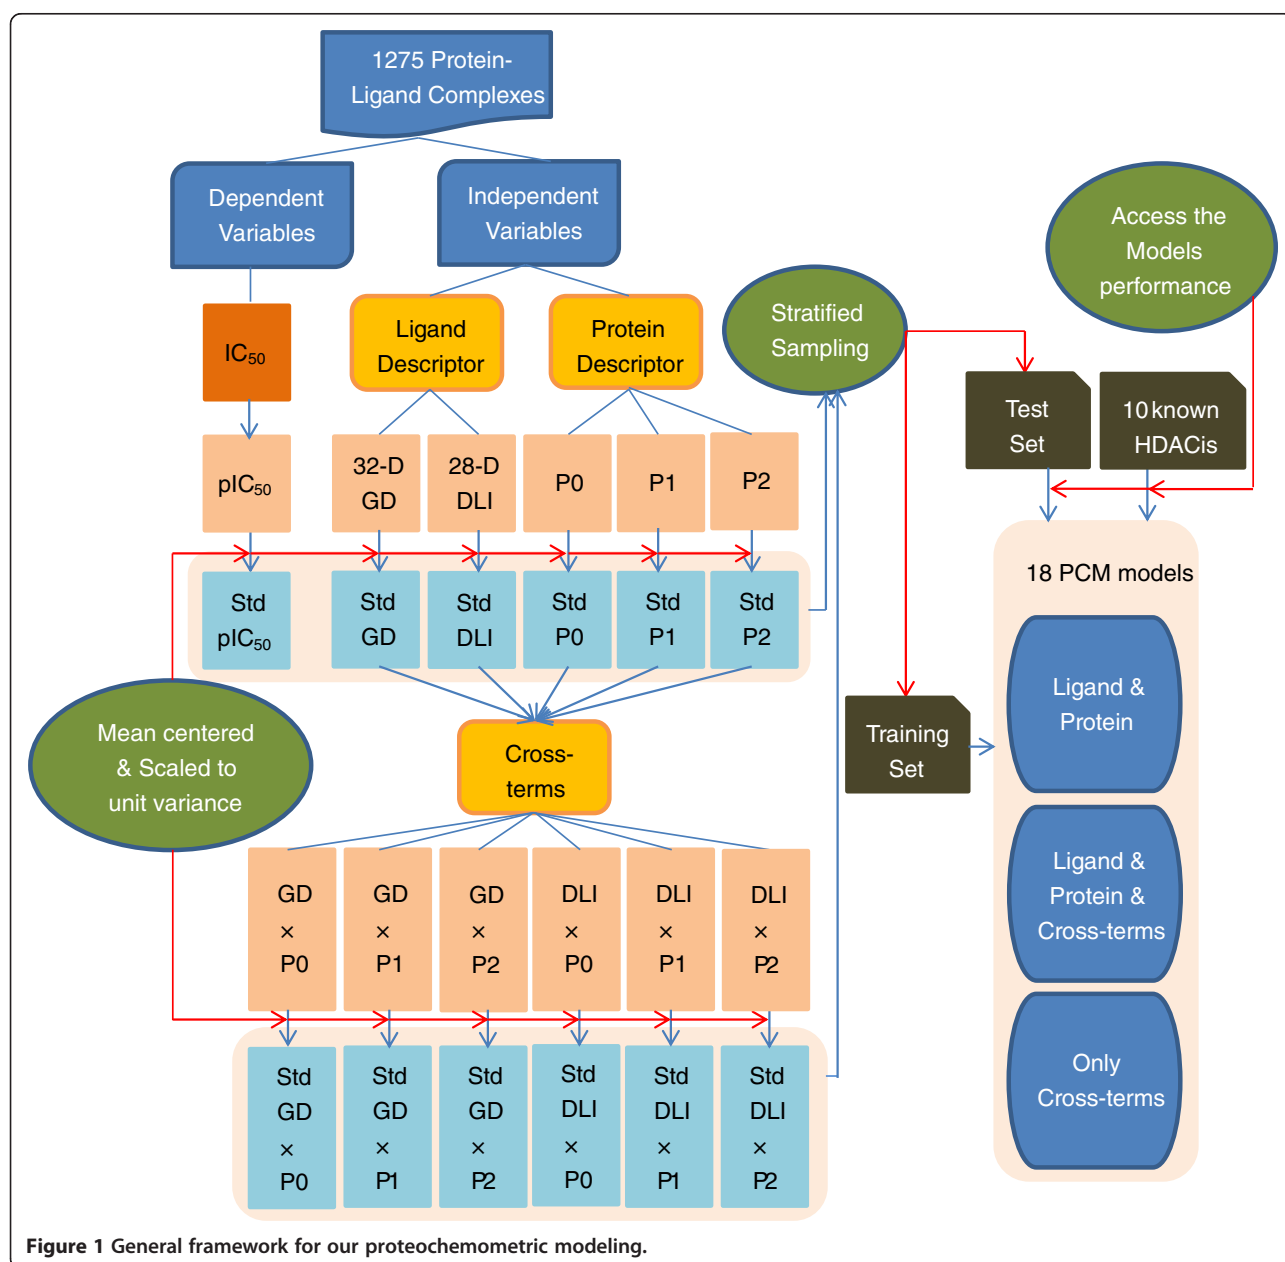 1275 Protein-
Ligand Complexes
Dependent
Variables
Independent
Variables
Access the
Models
performance
IC₅₀
Ligand
Descriptor
Protein
Descriptor
Stratified
Sampling
Test
Set
10 known
HDACis
pIC₅₀
32-D
GD
28-D
DLI
P0
P1
P2
Std
pIC₅₀
Std
GD
Std
DLI
Std
P0
Std
P1
Std
P2
18 PCM models
Ligand &
Protein
Mean centered
& Scaled to
unit variance
Cross-
terms
Training
Set
GD
×
P0
GD
×
P1
GD
×
P2
DLI
×
P0
DLI
×
P1
DLI
×
P2
Ligand &
Protein &
Cross-terms
Std
GD
×
P0
Std
GD
×
P1
Std
GD
×
P2
Std
DLI
×
P0
Std
DLI
×
P1
Std
DLI
×
P2
Only
Cross-terms
Figure 1 General framework for our proteochemometric modeling.